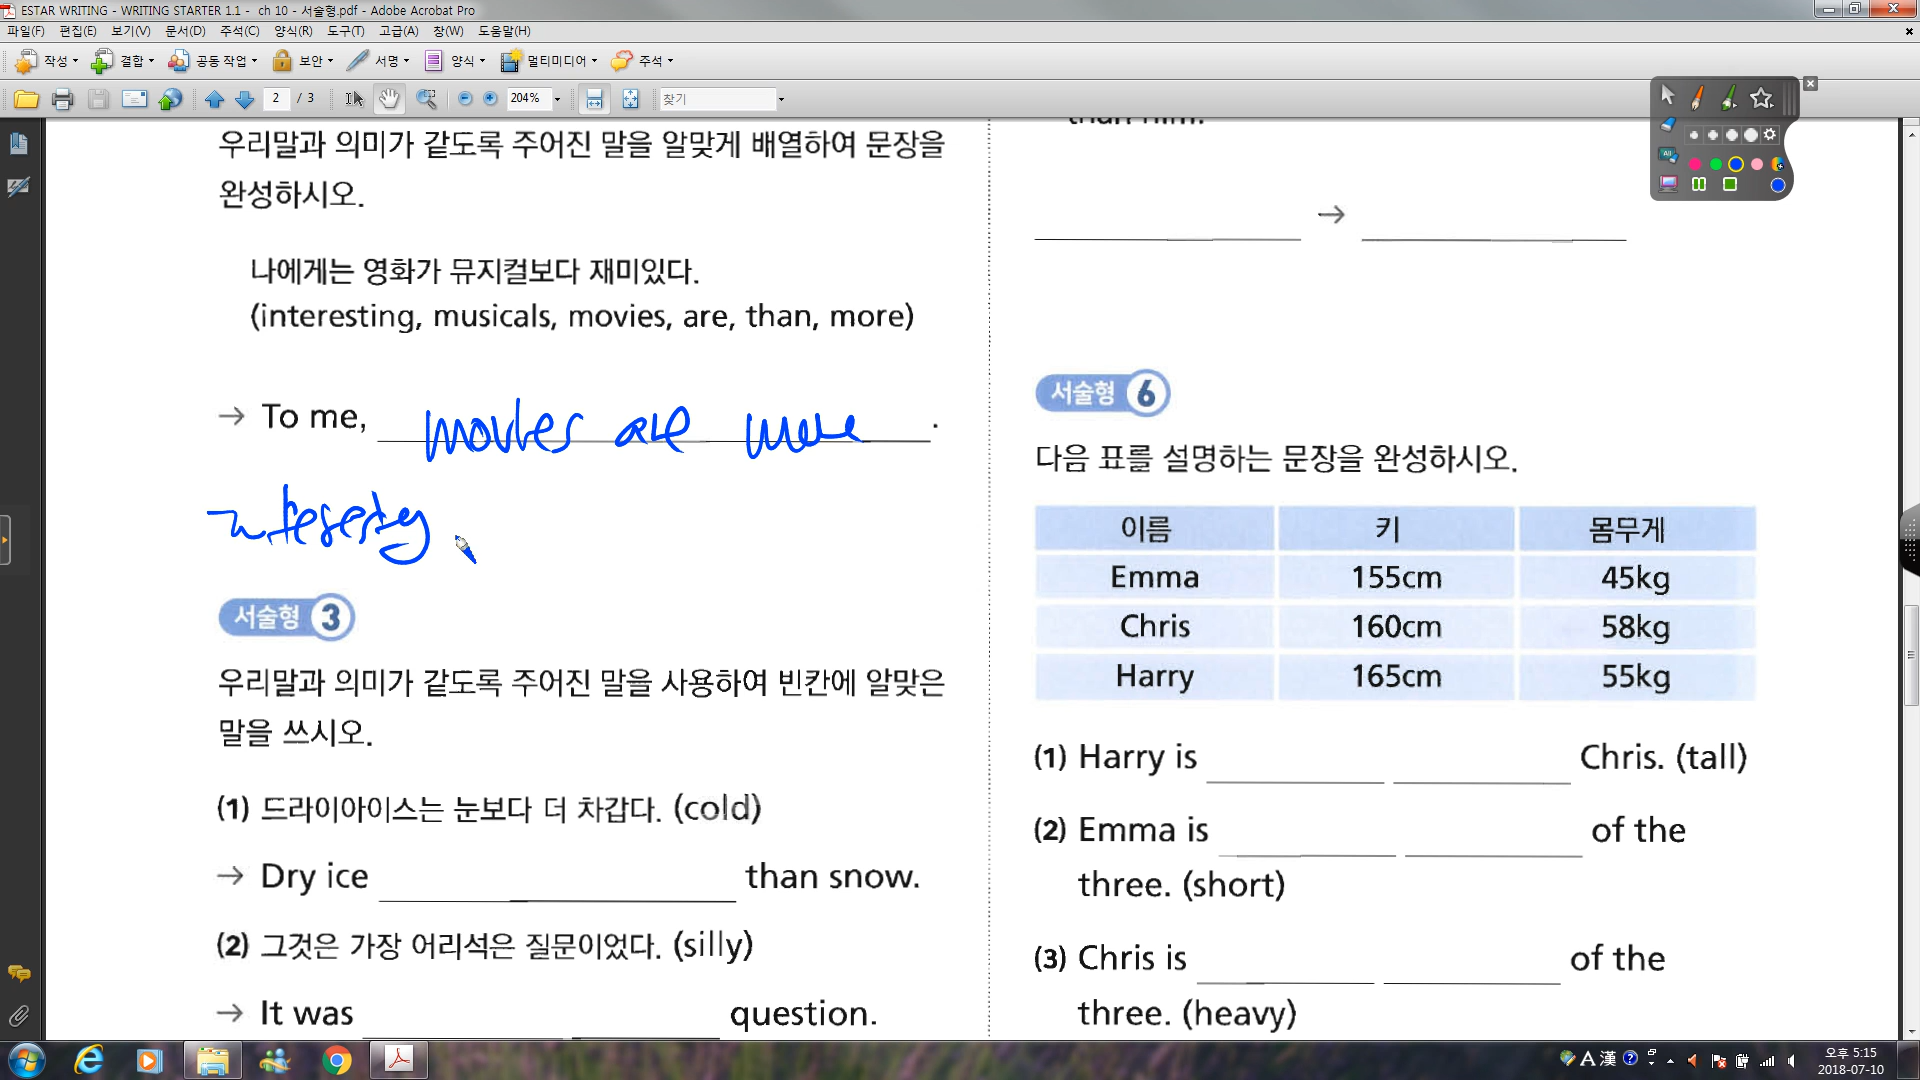 ESTAR WRITING - WRITING STARTER 1.1 - ch 10 - 서술형.pdf - Adobe Acrobat Pro
파일(F) 편집(E) 보기(V) 문서(D) 주석(C) 양식(R) 도구(T) 고급(A) 창(W) 도움말(H)
작성 결합 공동 작업 보안 서명 양식 멀티미디어 주석
2 / 3 204% 찾기
우리말과 의미가 같도록 주어진 말을 알맞게 배열하여 문장을
완성하시오.
나에게는 영화가 뮤지컬보다 재미있다.
(interesting, musicals, movies, are, than, more)
→ To me, movies are more .
서술형 3
우리말과 의미가 같도록 주어진 말을 사용하여 빈칸에 알맞은
말을 쓰시오.
(1) 드라이아이스는 눈보다 더 차갑다. (cold)
→ Dry ice than snow.
(2) 그것은 가장 어리석은 질문이었다. (silly)
→ It was question.
than him.
→
서술형 6
다음 표를 설명하는 문장을 완성하시오.
이름 키 몸무게
Emma 155cm 45kg
Chris 160cm 58kg
Harry 165cm 55kg
(1) Harry is Chris. (tall)
(2) Emma is of the
three. (short)
(3) Chris is of the
three. (heavy)
A 漢
오후 5:15
2018-07-10